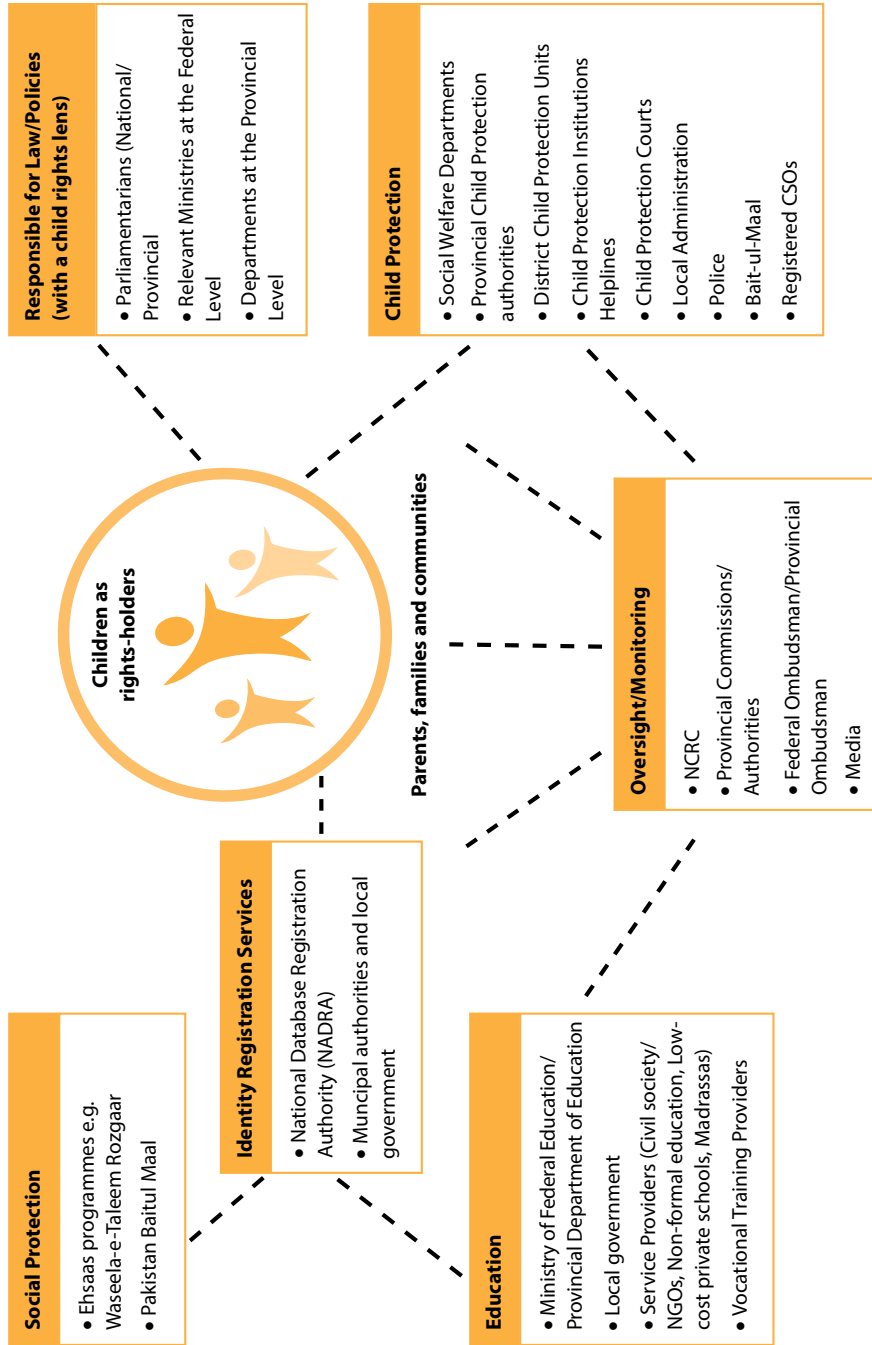 Social Protection
• Ehsaas programmes e.g.
Waseela-e-Taleem Rozgaar
• Pakistan Baitul Maal
Identity Registration Services
• National Database Registration
Authority (NADRA)
• Muncipal authorities and local
government
Education
• Ministry of Federal Education/
Provincial Department of Education
• Local government
• Service Providers (Civil society/
NGOs, Non-formal education, Low-
cost private schools, Madrassas)
• Vocational Training Providers
Children as
rights-holders
Parents, families and communities
Oversight/Monitoring
• NCRC
• Provincial Commissions/
Authorities
• Federal Ombudsman/Provincial
Ombudsman
• Media
Responsible for Law/Policies
(with a child rights lens)
• Parliamentarians (National/
Provincial
• Relevant Ministries at the Federal
Level
• Departments at the Provincial
Level
Child Protection
• Social Welfare Departments
• Provincial Child Protection
authorities
• District Child Protection Units
• Child Protection Institutions
Helplines
• Child Protection Courts
• Local Administration
• Police
• Bait-ul-Maal
• Registered CSOs